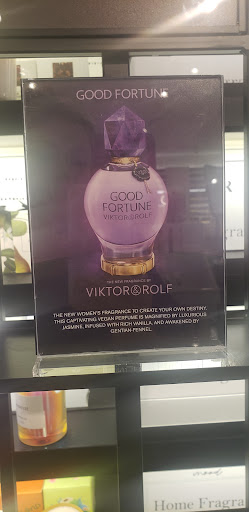 GOOD FORTUNE
GOOD
FORTUNE
VIKTOR&ROLF
THE NEW FRAGRANCE BY
VIKTOR&ROLF
THE NEW WOMEN'S FRAGRANCE TO CREATE YOUR OWN DESTINY.
THIS CAPTIVATING VEGAN PERFUME IS MAGNIFIED BY LUXURIOUS
JASMINE, INFUSED WITH RICH VANILLA, AND AWAKENED BY
GENTIAN-FENNEL.
Home Fragra